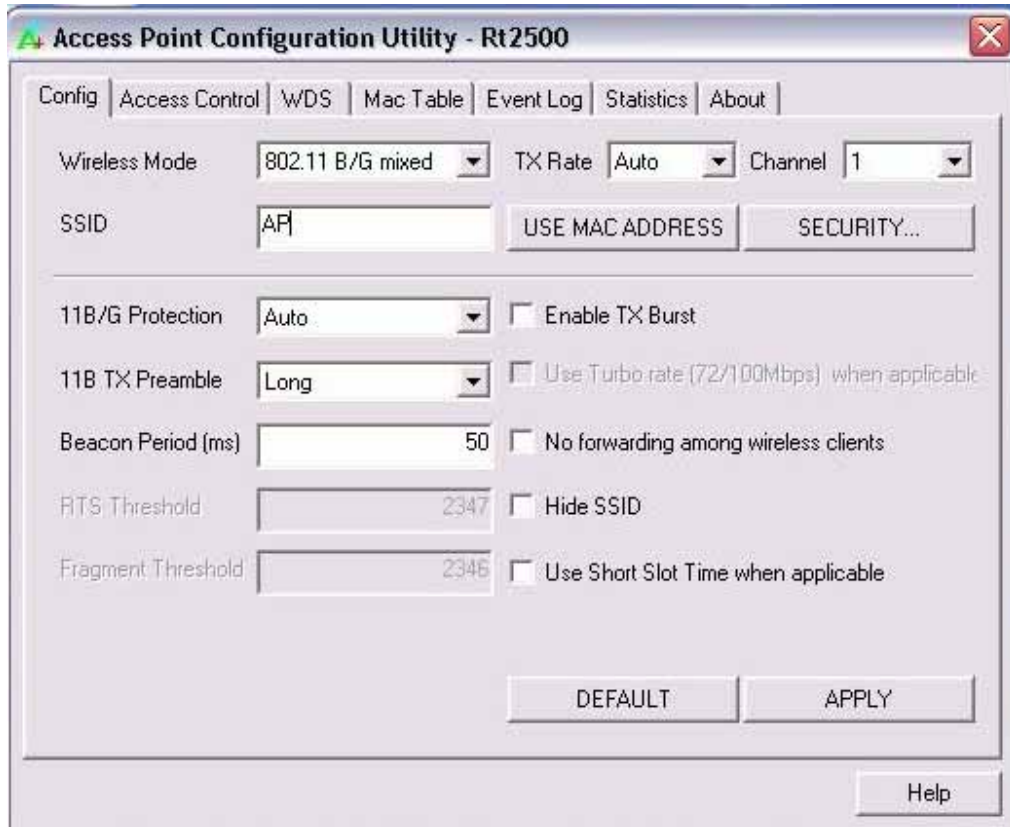 Access Point Configuration Utility - Rt2500
Config Access Control WDS Mac Table Event Log Statistics About
Wireless Mode 802.11 B/G mixed TX Rate Auto Channel 1
SSID AP USE MAC ADDRESS SECURITY...
11B/G Protection Auto Enable TX Burst
11B TX Preamble Long Use Turbo rate (72/100Mbps) when applicable
Beacon Period (ms) 50 No forwarding among wireless clients
RTS Threshold 2347 Hide SSID
Fragment Threshold 2346 Use Short Slot Time when applicable
DEFAULT APPLY
Help